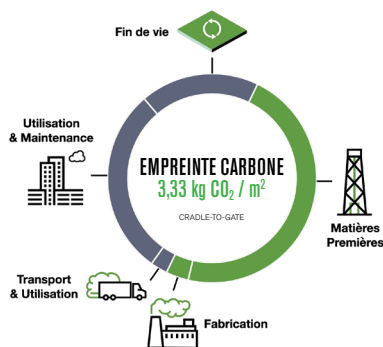 Fin de vie
Utilisation
& Maintenance
EMPREINTE CARBONE
3,33 kg CO₂ / m²
CRADLE-TO-GATE
Matières
Premières
Transport
& Utilisation
Fabrication